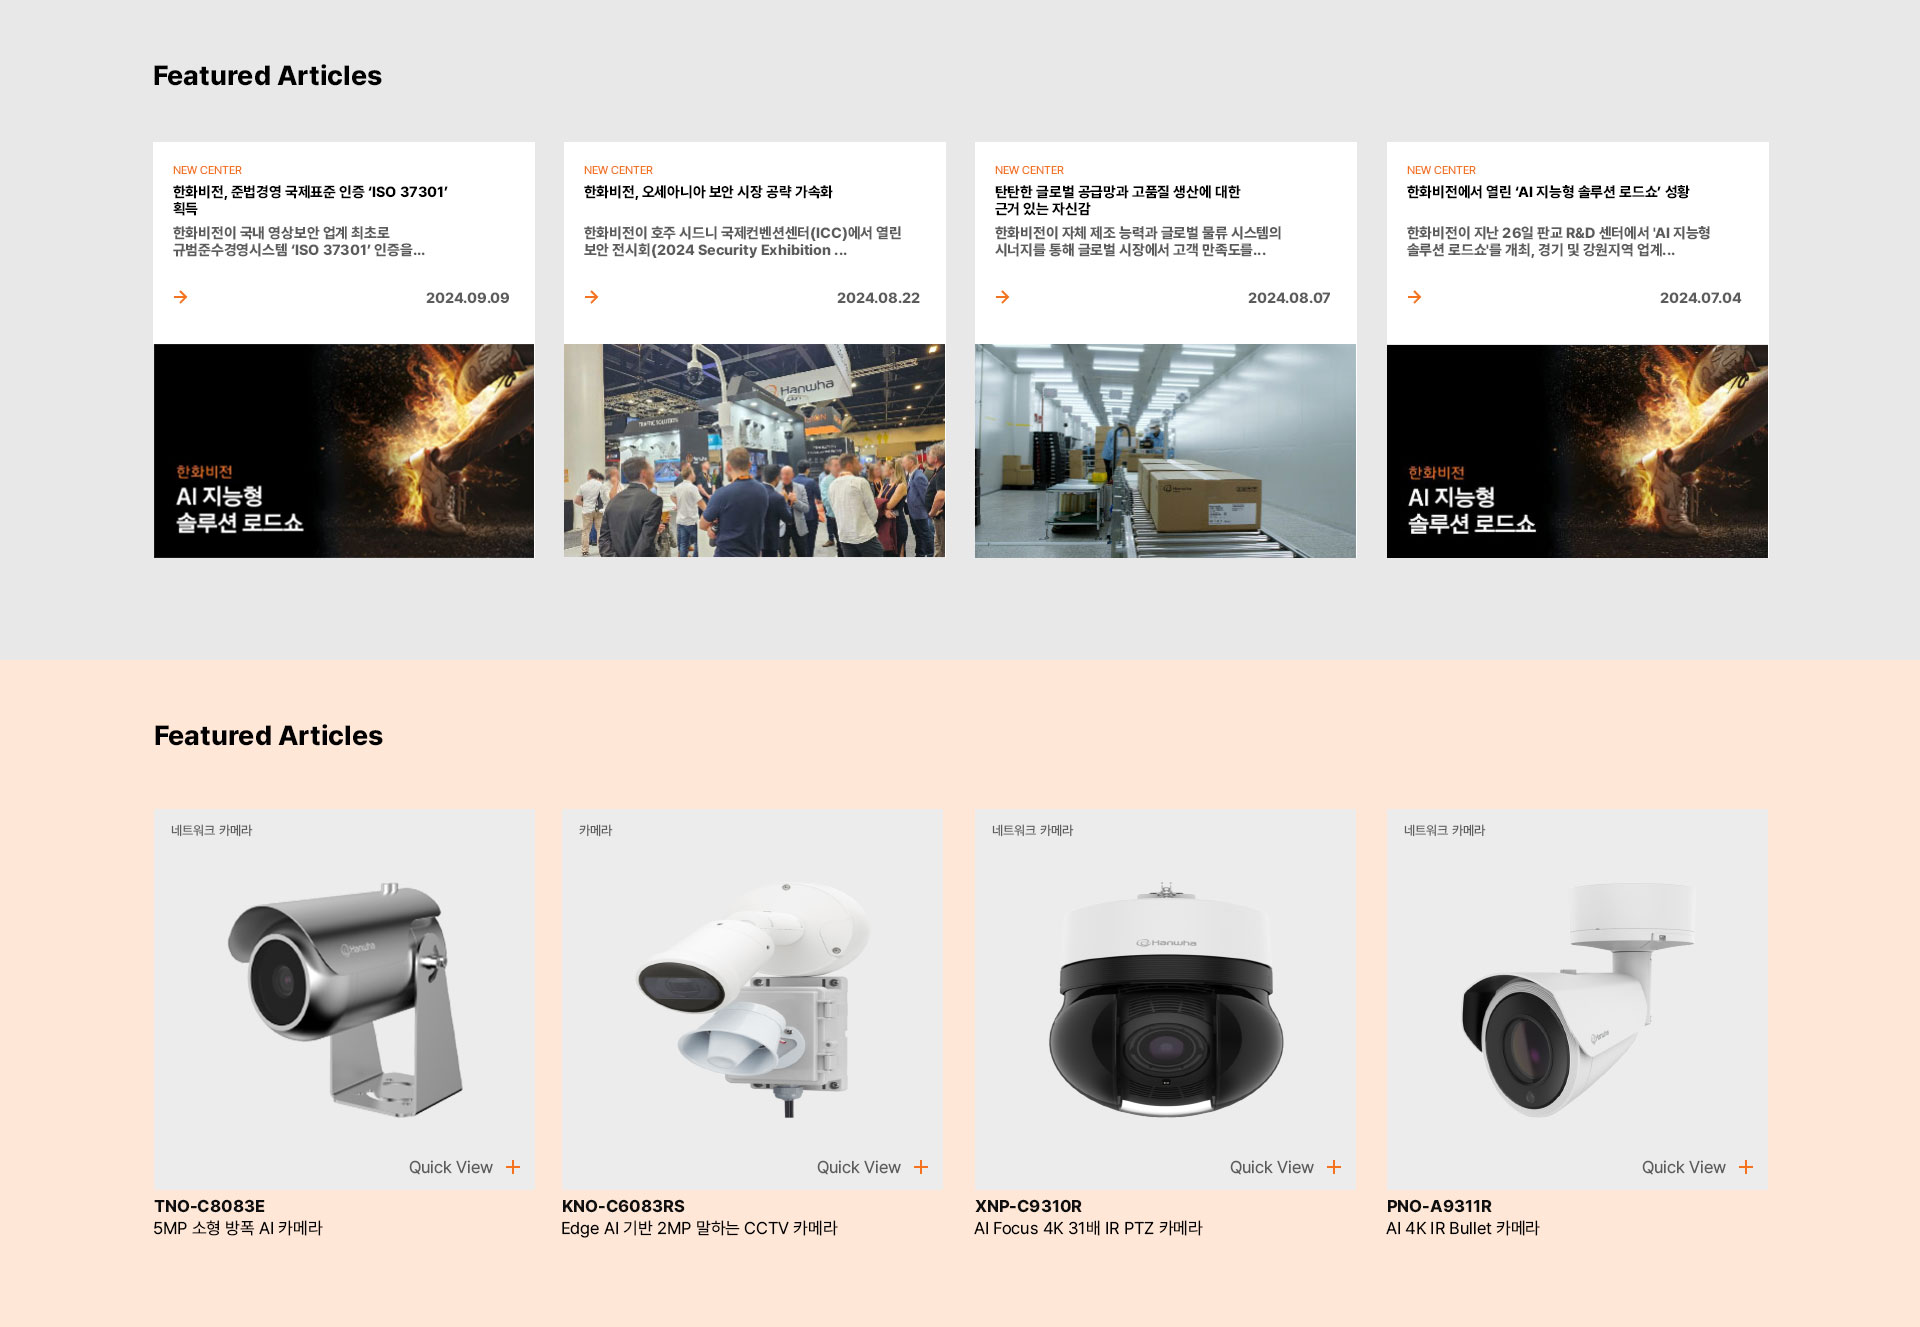 Featured Articles
NEW CENTER
한화비전, 준법경영 국제표준 인증 ‘ISO 37301’
획득
한화비전이 국내 영상보안 업계 최초로
규범준수경영시스템 ‘ISO 37301’ 인증을...
2024.09.09
한화비전
AI 지능형
솔루션 로드쇼
NEW CENTER
한화비전, 오세아니아 보안 시장 공략 가속화
한화비전이 호주 시드니 국제컨벤션센터(ICC)에서 열린
보안 전시회(2024 Security Exhibition ...
2024.08.22
Hanwha
TRAFFIC SOLUTION
NEW CENTER
탄탄한 글로벌 공급망과 고품질 생산에 대한
근거 있는 자신감
한화비전이 자체 제조 능력과 글로벌 물류 시스템의
시너지를 통해 글로벌 시장에서 고객 만족도를...
2024.08.07
Hanwha
NEW CENTER
한화비전에서 열린 ‘AI 지능형 솔루션 로드쇼’ 성황
한화비전이 지난 26일 판교 R&D 센터에서 'AI 지능형
솔루션 로드쇼'를 개최, 경기 및 강원지역 업계...
2024.07.04
한화비전
AI 지능형
솔루션 로드쇼
Featured Articles
네트워크 카메라
Hanwha
Quick View
TNO-C8083E
5MP 소형 방폭 AI 카메라
카메라
Quick View
KNO-C6083RS
Edge AI 기반 2MP 말하는 CCTV 카메라
네트워크 카메라
Hanwha
Quick View
XNP-C9310R
AI Focus 4K 31배 IR PTZ 카메라
네트워크 카메라
Hanwha
Quick View
PNO-A9311R
AI 4K IR Bullet 카메라